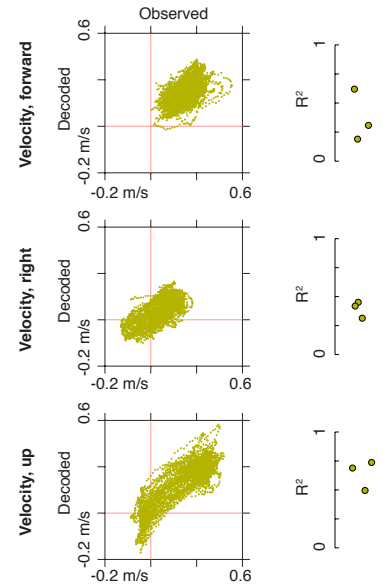 Observed
Velocity, forward
Decoded
0.6
-0.2 m/s
-0.2 m/s
0.6
R²
1
0
Velocity, right
Decoded
0.6
-0.2 m/s
-0.2 m/s
0.6
R²
1
0
Velocity, up
Decoded
0.6
-0.2 m/s
-0.2 m/s
0.6
R²
1
0